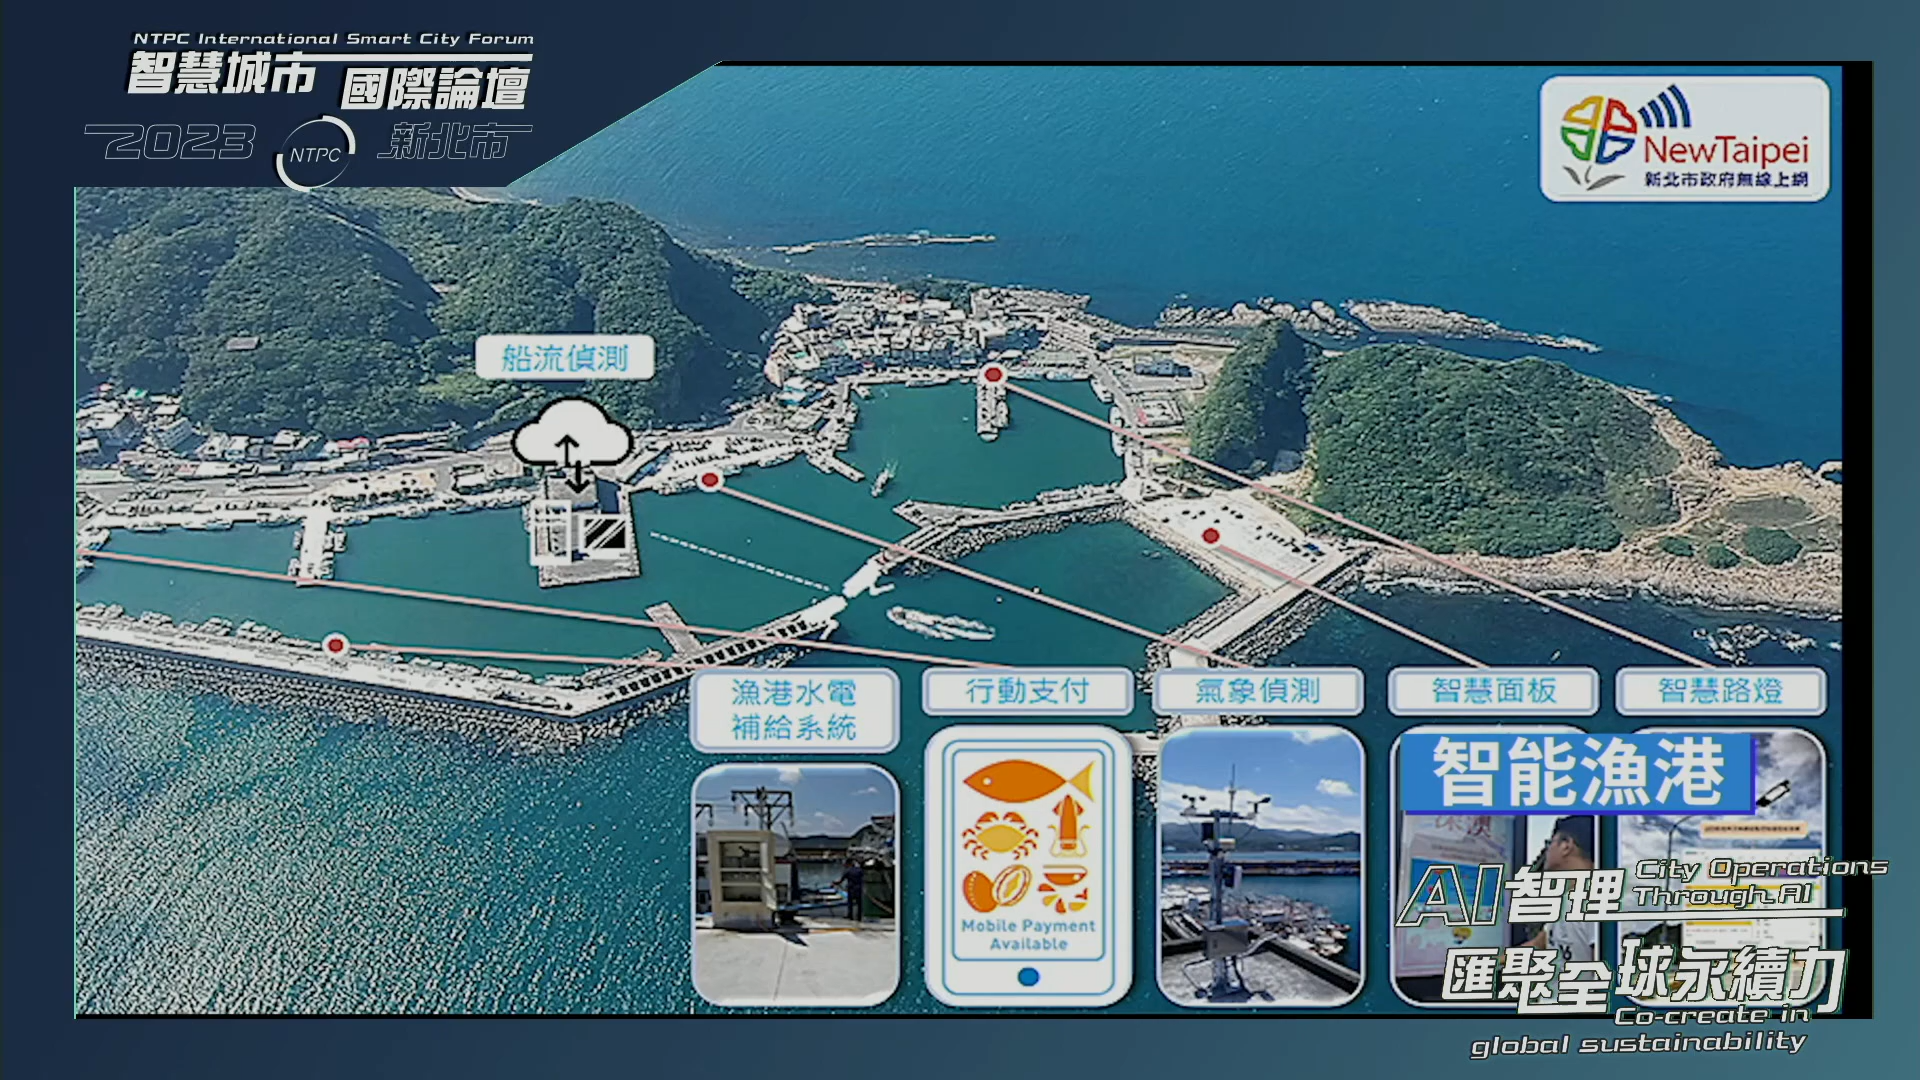 NTPC International Smart City Forum
智慧城市 國際論壇
2023 NTPC 新北市
NewTaipei
新北市政府無線上網
船流偵測
漁港水電
補給系統
行動支付
氣象偵測
智慧面板
智慧路燈
Mobile Payment
Available
智能漁港
深澳
AI智理
City Operations
Through AI
匯聚全球永續力
Co-create in
global sustainability